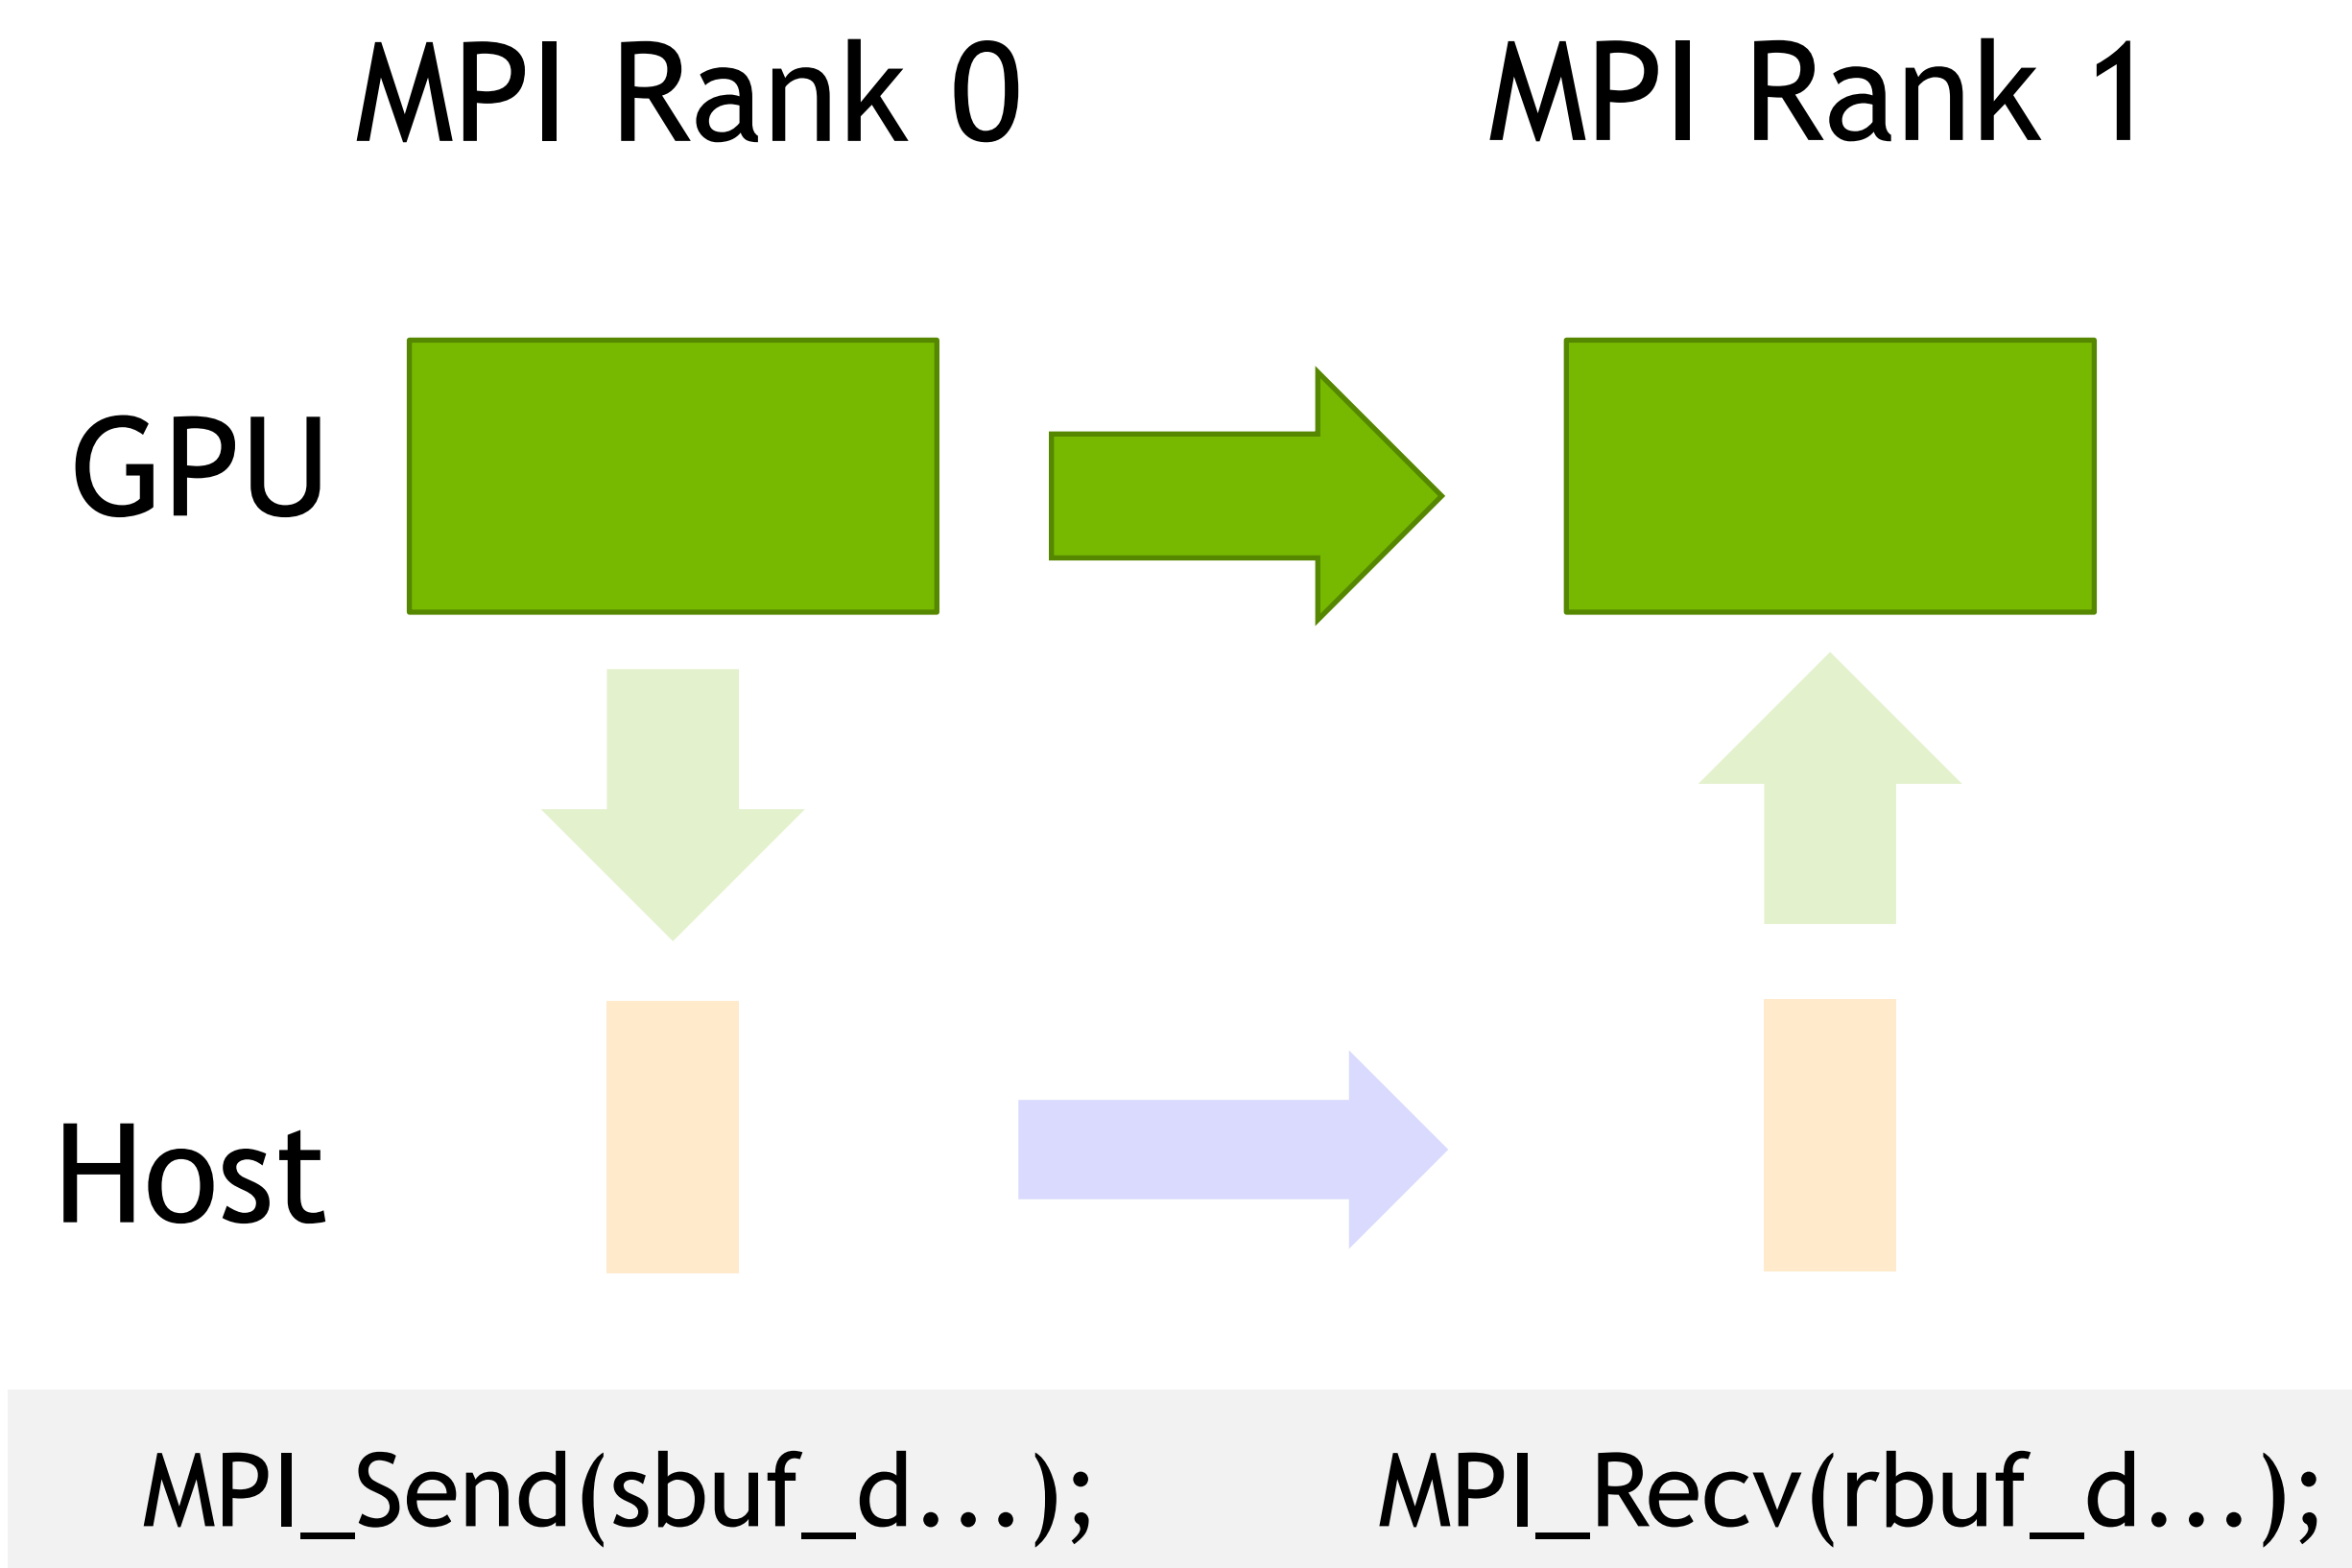 MPI Rank 0
MPI Rank 1
GPU
Host
MPI_Send(sbuf_d...);
MPI_Recv(rbuf_d...);